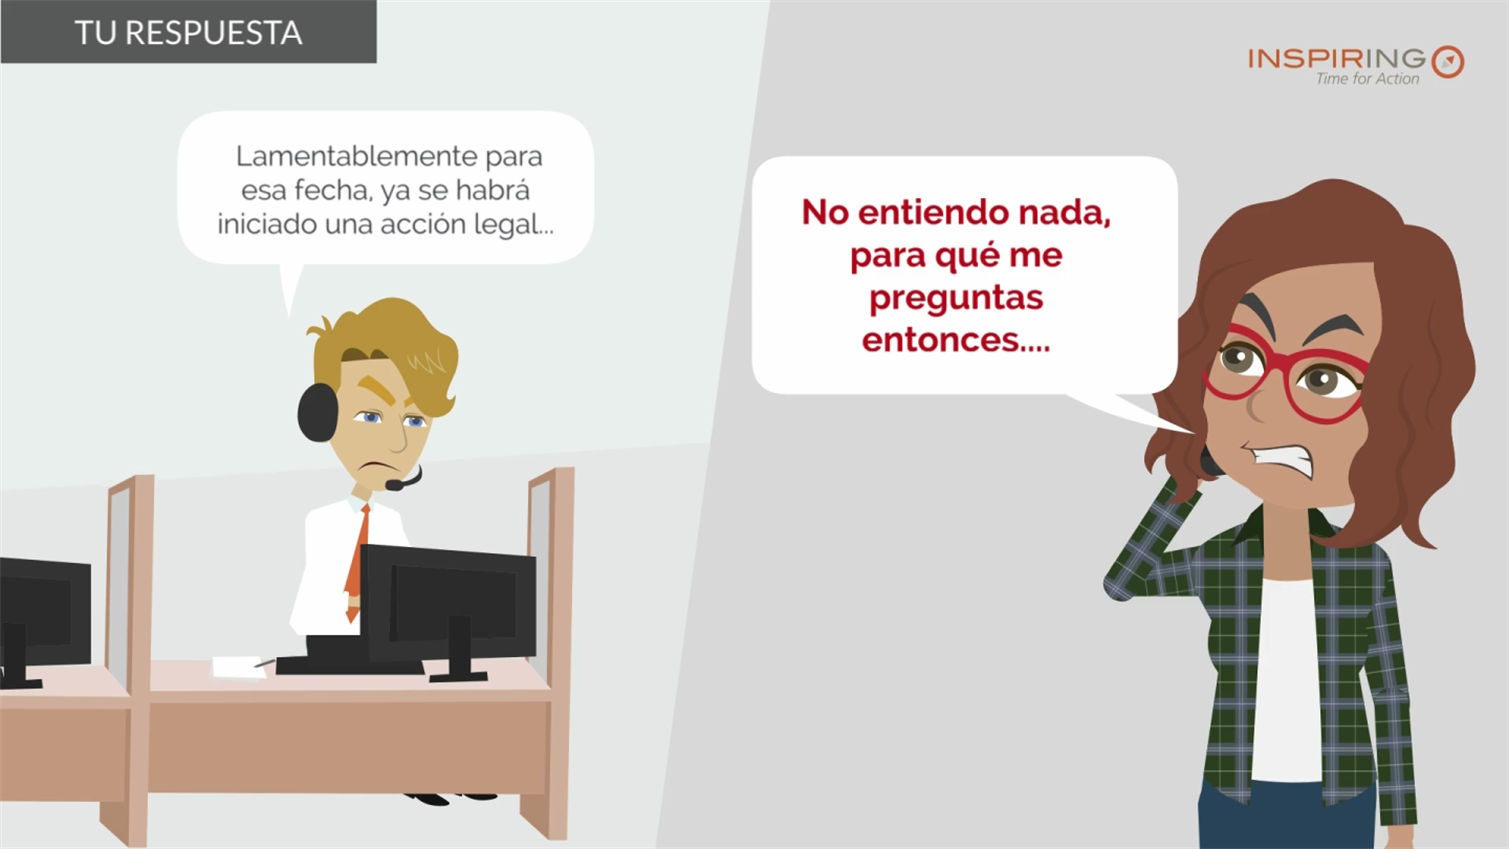 TU RESPUESTA
INSPIRING
Time for Action
Lamentablemente para
esa fecha, ya se habrá
iniciado una acción legal...
No entiendo nada,
para qué me
preguntas
entonces....